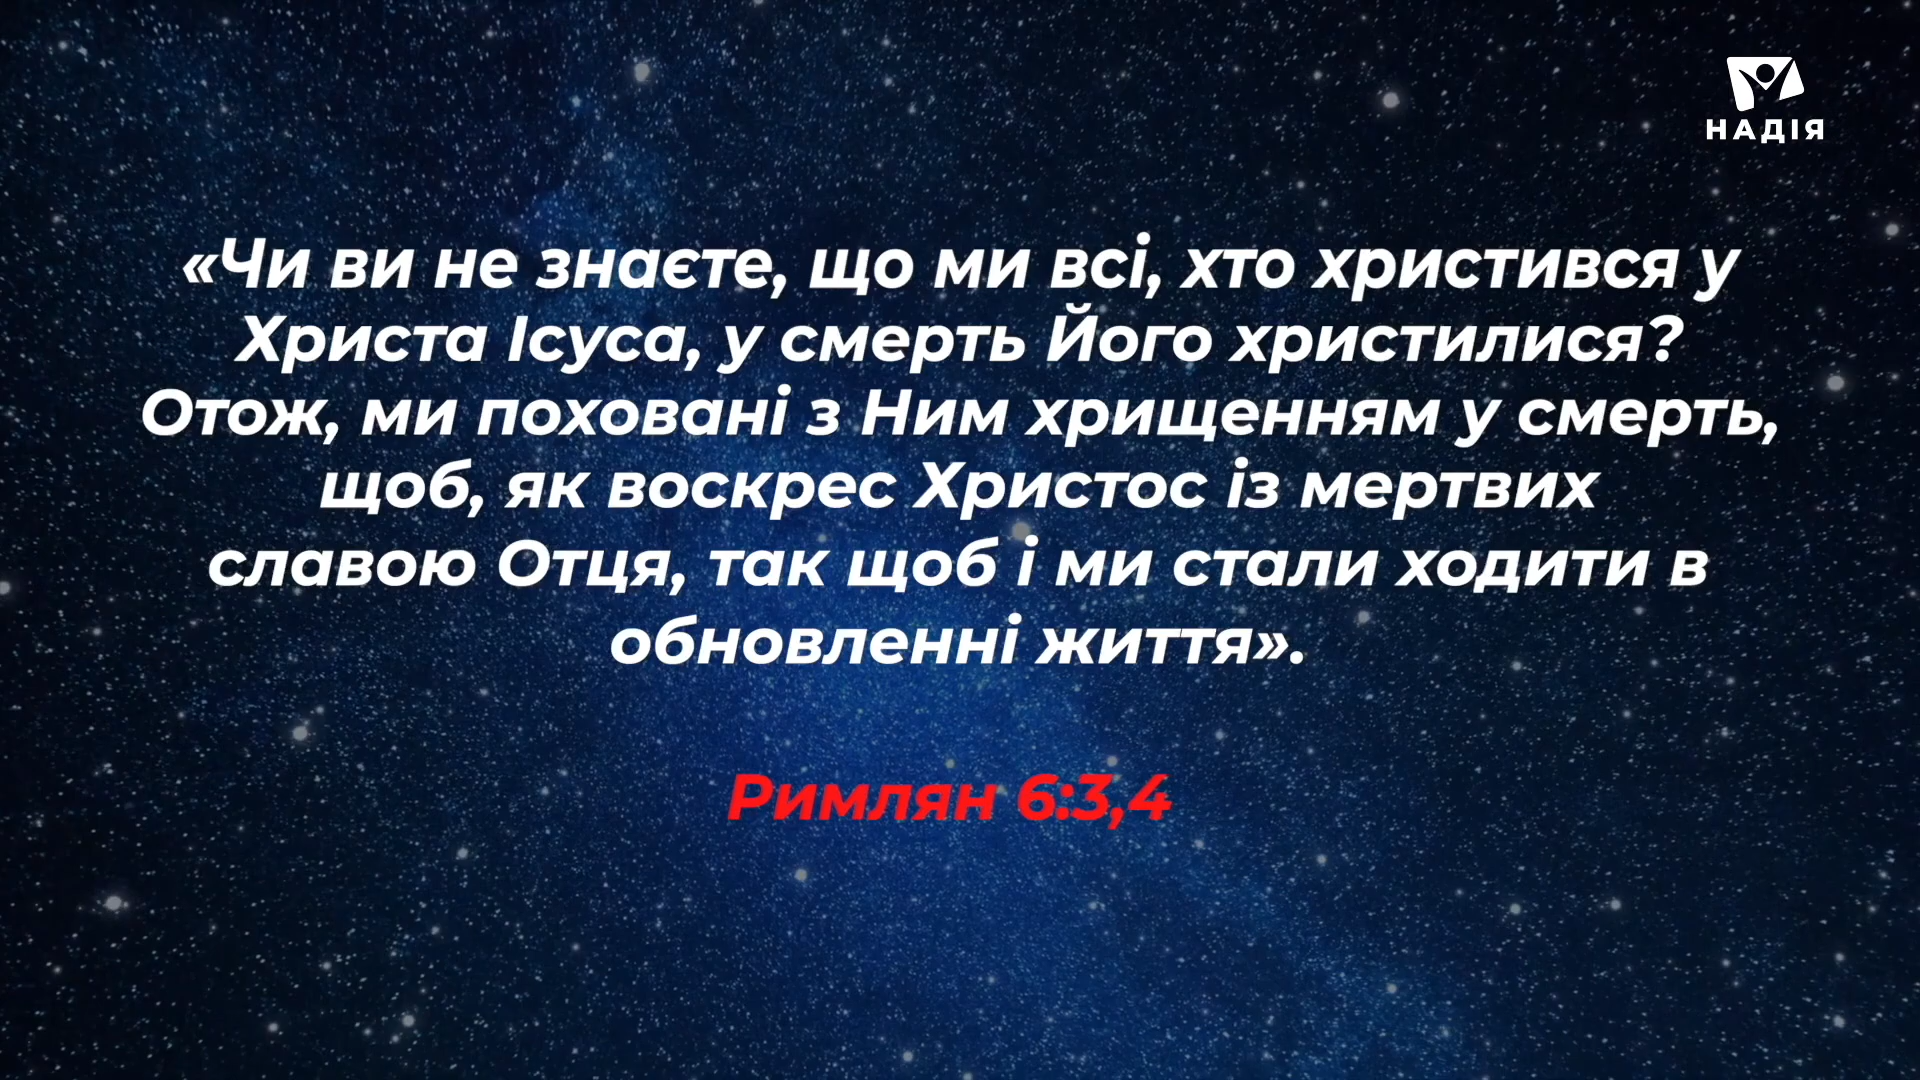 НАДІЯ
«Чи ви не знаєте, що ми всі, хто христився у
Христа Ісуса, у смерть Його христилися?
Отож, ми поховані з Ним хрищенням у смерть,
щоб, як воскрес Христос із мертвих
славою Отця, так щоб і ми стали ходити в
обновленні життя».
Римлян 6:3,4